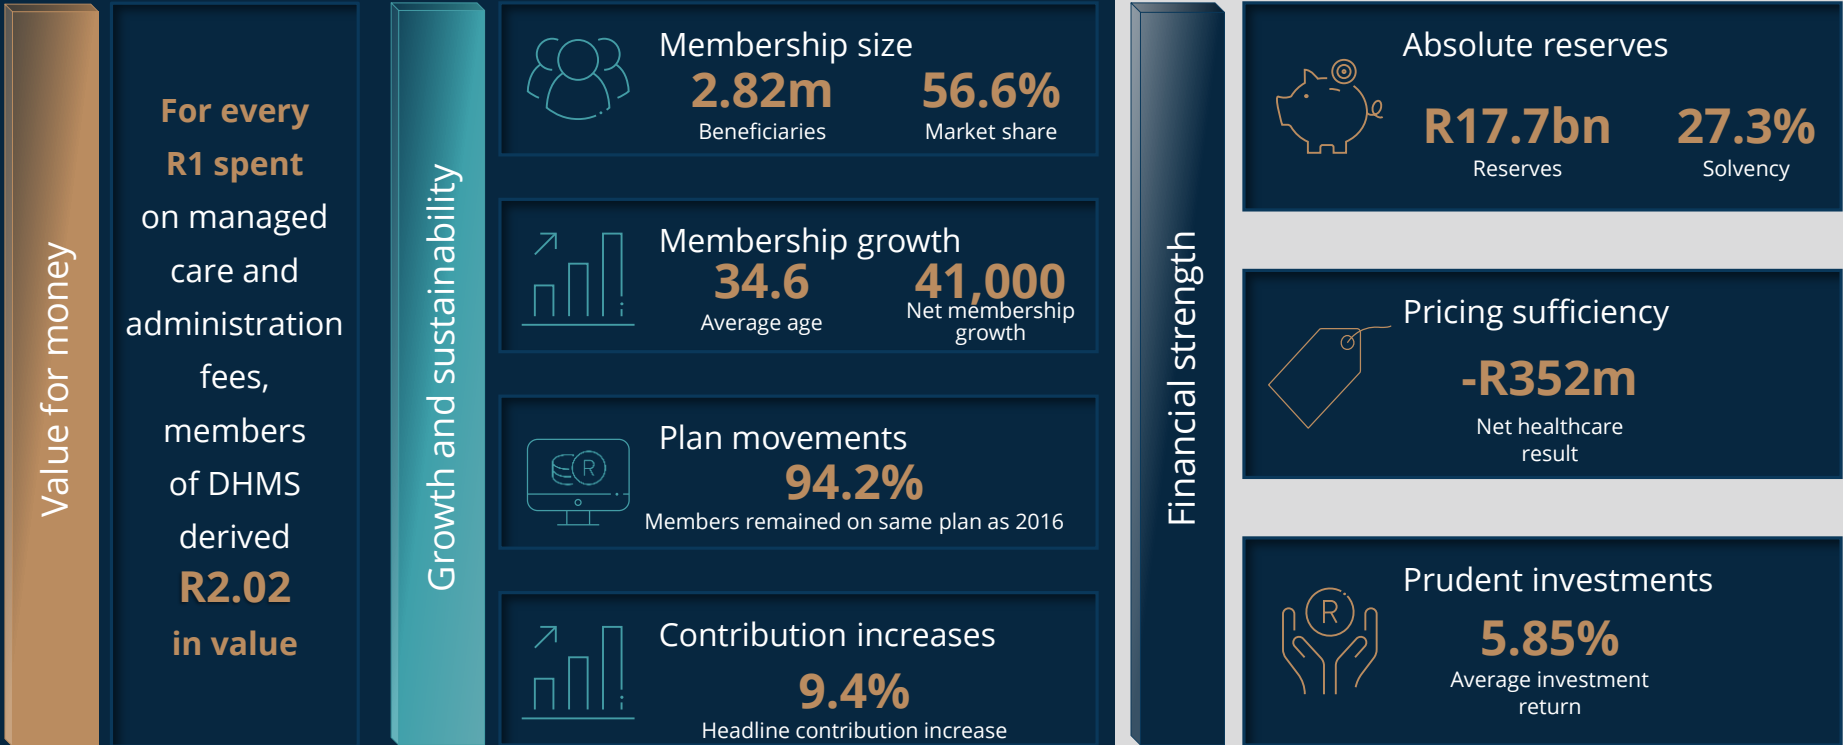 Value for money
For every
R1 spent
on managed
care and
administration
fees,
members
of DHMS
derived
R2.02
in value
Growth and sustainability
Membership size
2.82m 56.6%
Beneficiaries Market share
Membership growth
34.6 41,000
Average age Net membership
growth
Plan movements
R
94.2%
Members remained on same plan as 2016
Contribution increases
9.4%
Headline contribution increase
Financial strength
Absolute reserves
R17.7bn 27.3%
Reserves Solvency
Pricing sufficiency
-R352m
Net healthcare
result
Prudent investments
R
5.85%
Average investment
return